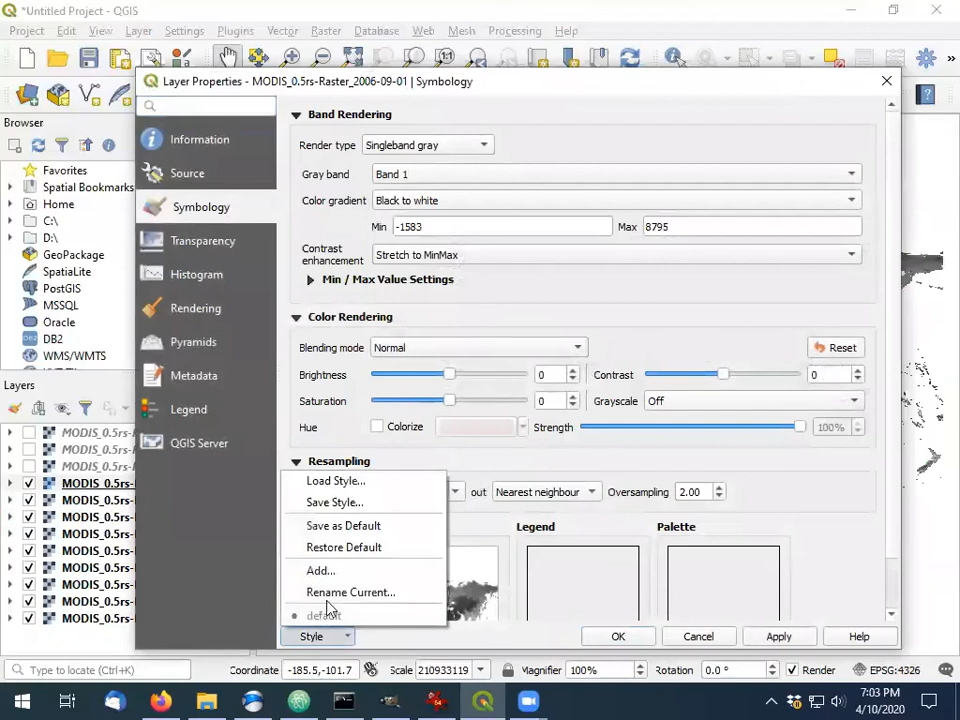 *Untitled Project - QGIS
Project Edit View Layer Settings Plugins Vector Raster Database Web Mesh Processing Help
Layer Properties - MODIS_0.5rs-Raster_2006-09-01 | Symbology
Browser
Favorites
Spatial Bookmarks
Home
C:\
D:\
GeoPackage
SpatiaLite
PostGIS
MSSQL
Oracle
DB2
WMS/WMTS
Layers
MODIS_0.5rs-
MODIS_0.5rs-
MODIS_0.5rs-
MODIS_0.5rs-
MODIS_0.5rs-
MODIS_0.5rs-
MODIS_0.5rs-
MODIS_0.5rs-
MODIS_0.5rs-
MODIS_0.5rs-
MODIS_0.5rs-
MODIS_0.5rs-
Information
Source
Symbology
Transparency
Histogram
Rendering
Pyramids
Metadata
Legend
QGIS Server
Band Rendering
Render type Singleband gray
Gray band Band 1
Color gradient Black to white
Min -1583 Max 8795
Contrast enhancement Stretch to MinMax
Min / Max Value Settings
Color Rendering
Blending mode Normal Reset
Brightness 0 Contrast 0
Saturation 0 Grayscale Off
Hue Colorize Strength 100%
Resampling
out Nearest neighbour Oversampling 2.00
Legend Palette
Load Style...
Save Style...
Save as Default
Restore Default
Add...
Rename Current...
default
Style OK Cancel Apply Help
Type to locate (Ctrl+K) Coordinate -185.5,-101.7 Scale 210933119 Magnifier 100% Rotation 0.0 ° Render EPSG:4326
7:03 PM
4/10/2020